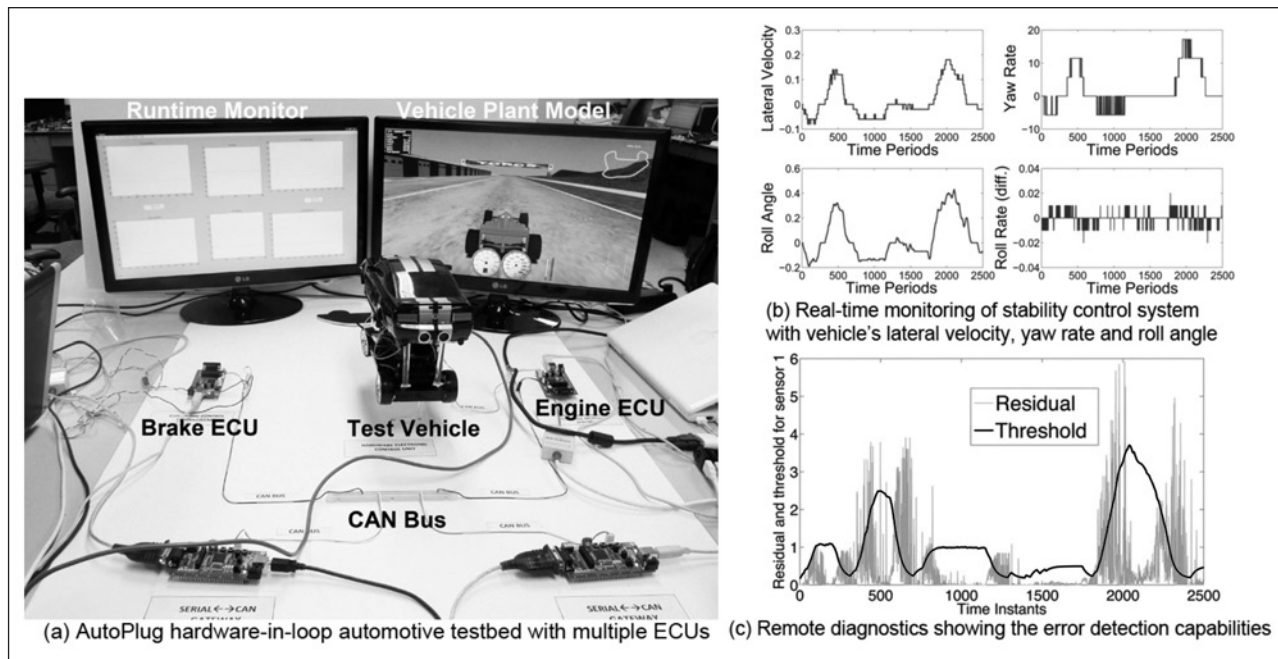 Runtime Monitor
Vehicle Plant Model
LG
LG
Brake ECU
Test Vehicle
Engine ECU
HARDWARE ELECTRONIC
CONTROL UNIT
CAN BUS
CAN BUS
CAN Bus
CAN BUS
CAN BUS
SERIAL<->CAN
GATEWAY
SERIAL<->CAN
GATEWAY
(a) AutoPlug hardware-in-loop automotive testbed with multiple ECUs
Lateral Velocity
0.3
0.2
0.1
0
−0.1
0 500 1000 1500 2000 2500
Time Periods
Yaw Rate
20
10
0
−10
0 500 1000 1500 2000 2500
Time Periods
Roll Angle
0.6
0.4
0.2
0
−0.2
0 500 1000 1500 2000 2500
Time Periods
Roll Rate (diff.)
0.04
0.02
0
−0.02
−0.04
0 500 1000 1500 2000 2500
Time Periods
(b) Real-time monitoring of stability control system
with vehicle's lateral velocity, yaw rate and roll angle
Residual and threshold for sensor 1
6
5
4
3
2
1
0
Residual
Threshold
0 500 1000 1500 2000 2500
Time Instants
(c) Remote diagnostics showing the error detection capabilities